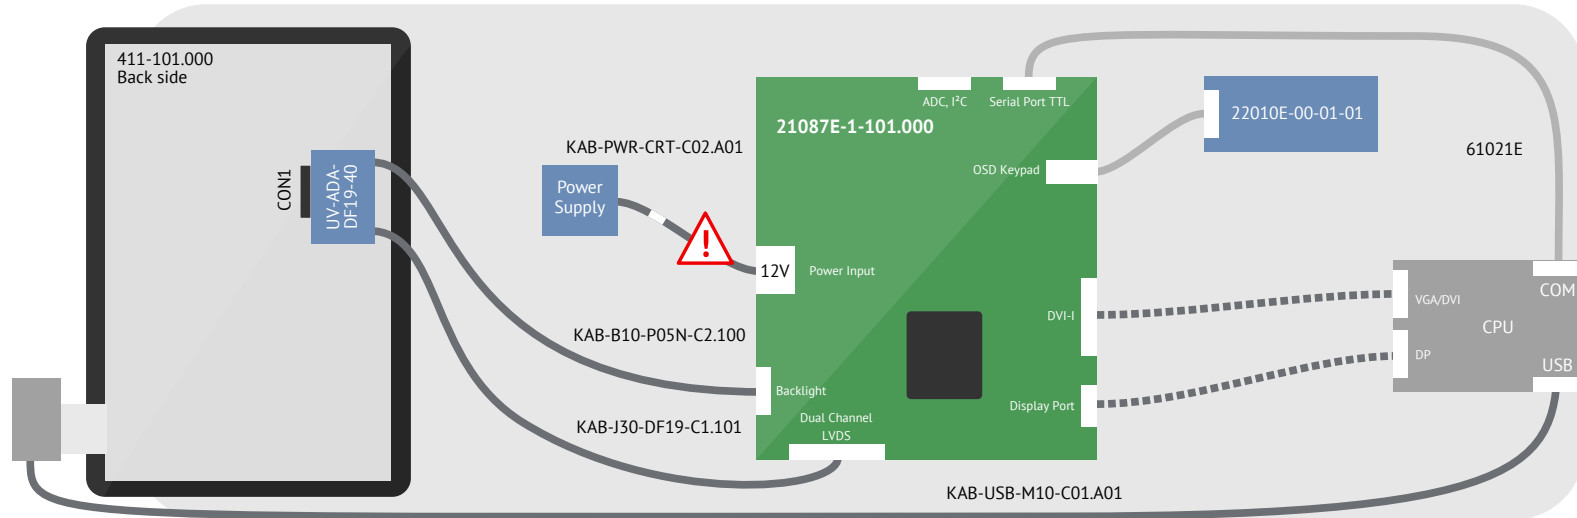 411-101.000
Back side
CON1
UV-ADA-
DF19-40
KAB-PWR-CRT-C02.A01
Power
Supply
!
12V
Power Input
ADC, I²C
Serial Port TTL
21087E-1-101.000
OSD Keypad
22010E-00-01-01
61021E
KAB-B10-P05N-C2.100
Backlight
KAB-J30-DF19-C1.101
Dual Channel
LVDS
DVI-I
Display Port
VGA/DVI
COM
CPU
DP
USB
KAB-USB-M10-C01.A01